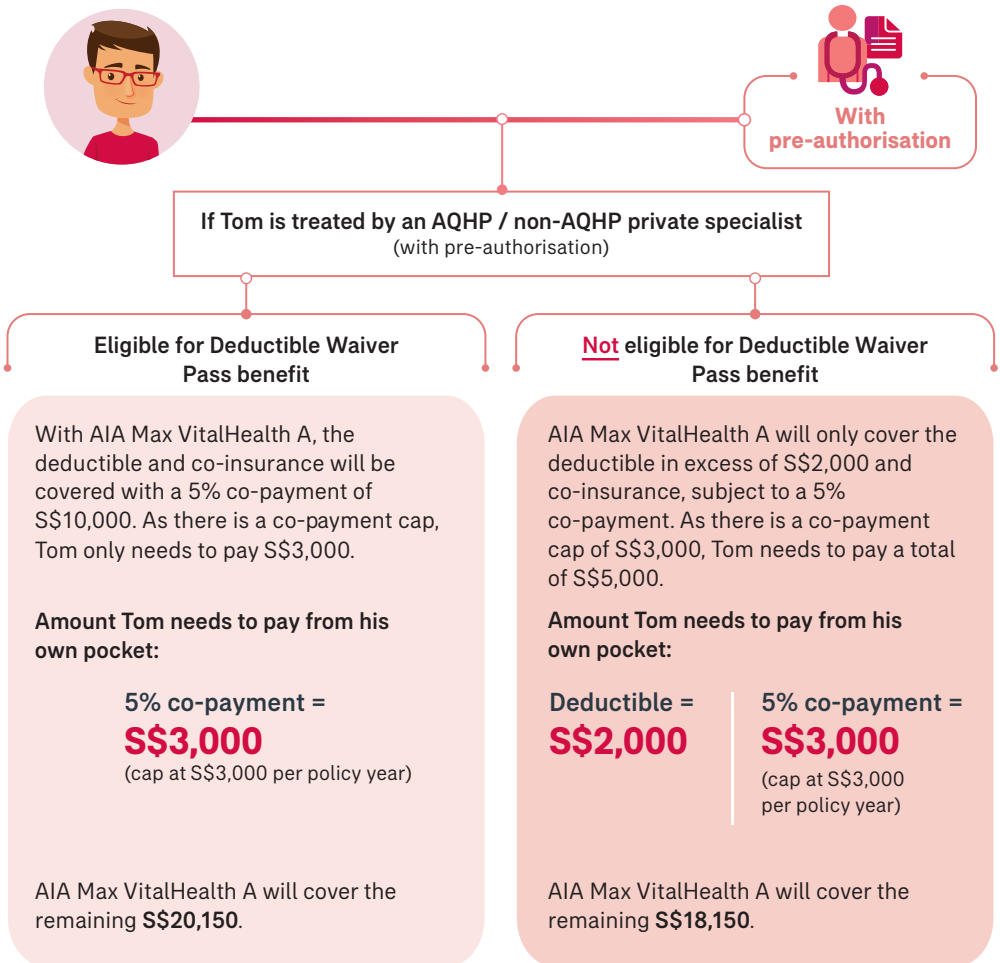 With
pre-authorisation
If Tom is treated by an AQHP / non-AQHP private specialist
(with pre-authorisation)
Eligible for Deductible Waiver
Pass benefit
With AIA Max VitalHealth A, the
deductible and co-insurance will be
covered with a 5% co-payment of
S$10,000. As there is a co-payment cap,
Tom only needs to pay S$3,000.
Amount Tom needs to pay from his
own pocket:
5% co-payment =
S$3,000
(cap at S$3,000 per policy year)
AIA Max VitalHealth A will cover the
remaining S$20,150.
Not eligible for Deductible Waiver
Pass benefit
AIA Max VitalHealth A will only cover the
deductible in excess of S$2,000 and
co-insurance, subject to a 5%
co-payment. As there is a co-payment
cap of S$3,000, Tom needs to pay a total
of S$5,000.
Amount Tom needs to pay from his
own pocket:
Deductible =
S$2,000
5% co-payment =
S$3,000
(cap at S$3,000
per policy year)
AIA Max VitalHealth A will cover the
remaining S$18,150.